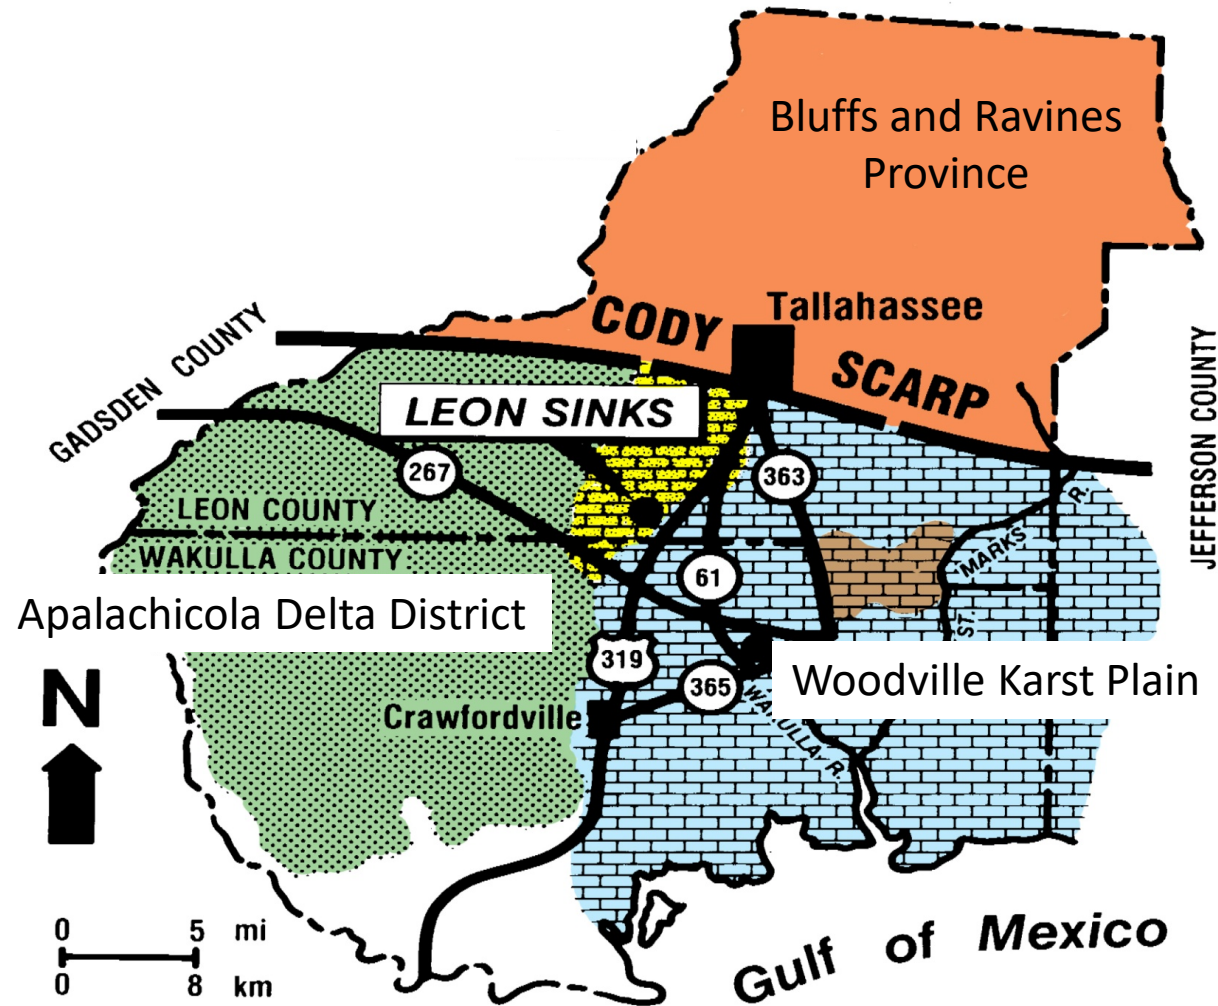 Bluffs and Ravines
Province
Tallahassee
CODY
SCARP
GADSDEN COUNTY
JEFFERSON COUNTY
LEON SINKS
267
363
LEON COUNTY
WAKULLA COUNTY
MARKS
R.
ST.
61
Apalachicola Delta District
319
365
Woodville Karst Plain
N
Crawfordville
WAKULLA R.
0 5 mi
0 8 km
Gulf of Mexico